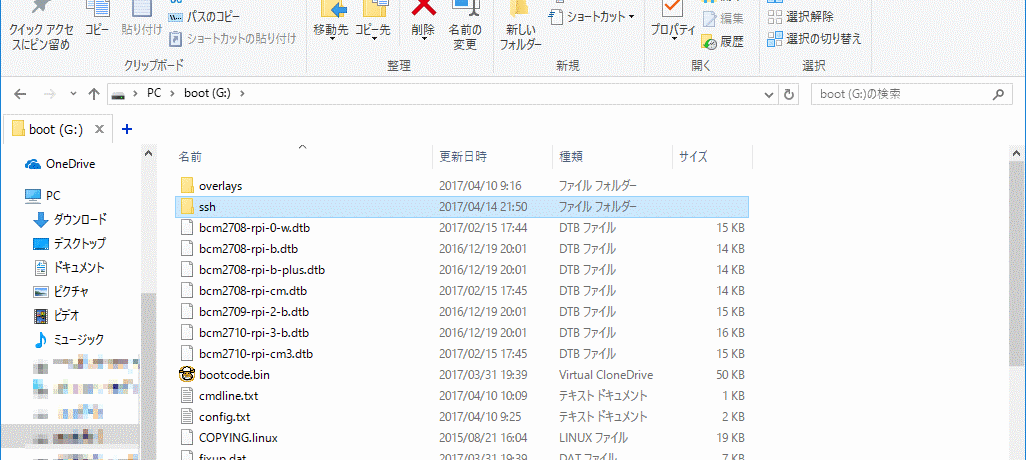 クイック アクセ
スにピン留め
コピー
貼り付け
パスのコピー
ショートカットの貼り付け
クリップボード
移動先
コピー先
削除
名前の
変更
整理
新しい
フォルダー
ショートカット
新規
プロパティ
編集
履歴
開く
選択解除
選択の切り替え
選択
PC boot (G:)
boot (G:)の検索
boot (G:)
OneDrive
PC
ダウンロード
デスクトップ
ドキュメント
ピクチャ
ビデオ
ミュージック
名前 更新日時 種類 サイズ
overlays 2017/04/10 9:16 ファイル フォルダー
ssh 2017/04/14 21:50 ファイル フォルダー
bcm2708-rpi-0-w.dtb 2017/02/15 17:44 DTB ファイル 15 KB
bcm2708-rpi-b.dtb 2016/12/19 20:01 DTB ファイル 14 KB
bcm2708-rpi-b-plus.dtb 2016/12/19 20:01 DTB ファイル 14 KB
bcm2708-rpi-cm.dtb 2017/02/15 17:45 DTB ファイル 14 KB
bcm2709-rpi-2-b.dtb 2016/12/19 20:01 DTB ファイル 15 KB
bcm2710-rpi-3-b.dtb 2016/12/19 20:01 DTB ファイル 16 KB
bcm2710-rpi-cm3.dtb 2017/02/15 17:45 DTB ファイル 15 KB
bootcode.bin 2017/03/31 19:39 Virtual CloneDrive 50 KB
cmdline.txt 2017/04/10 10:09 テキスト ドキュメント 1 KB
config.txt 2017/04/10 9:25 テキスト ドキュメント 2 KB
COPYING.linux 2015/08/21 16:04 LINUX ファイル 19 KB
fixup.dat 2017/03/31 19:39 DAT ファイル 7 KB